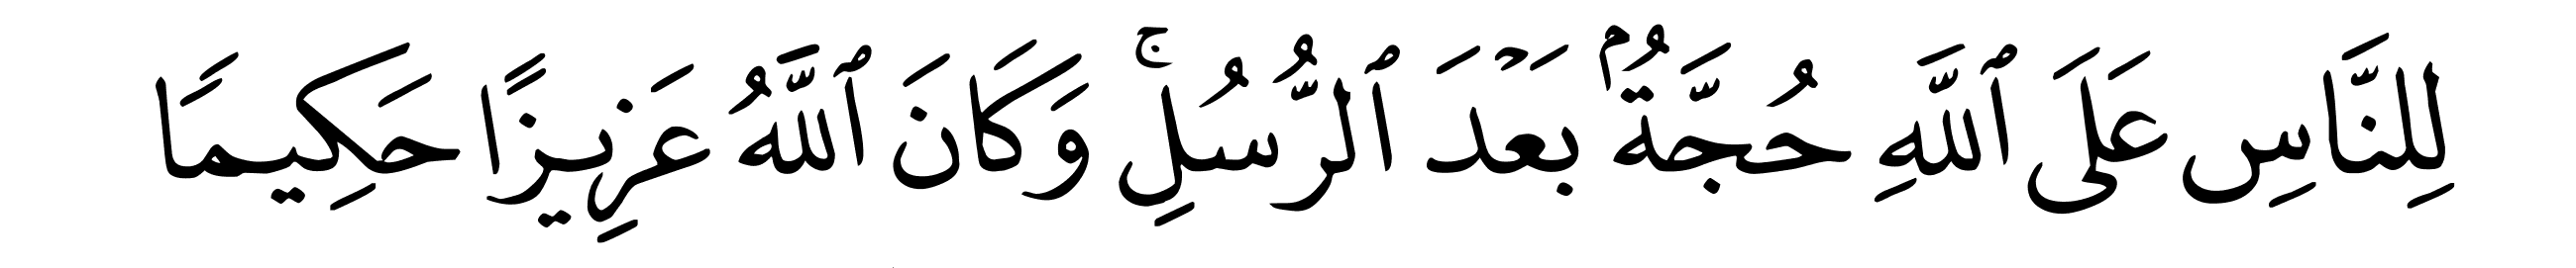 لِلنَّاسِ عَلَى ٱللَّهِ حُجَّةُۢ بَعۡدَ ٱلرُّسُلِۚ وَكَانَ ٱللَّهُ عَزِيزًا حَكِيمَا